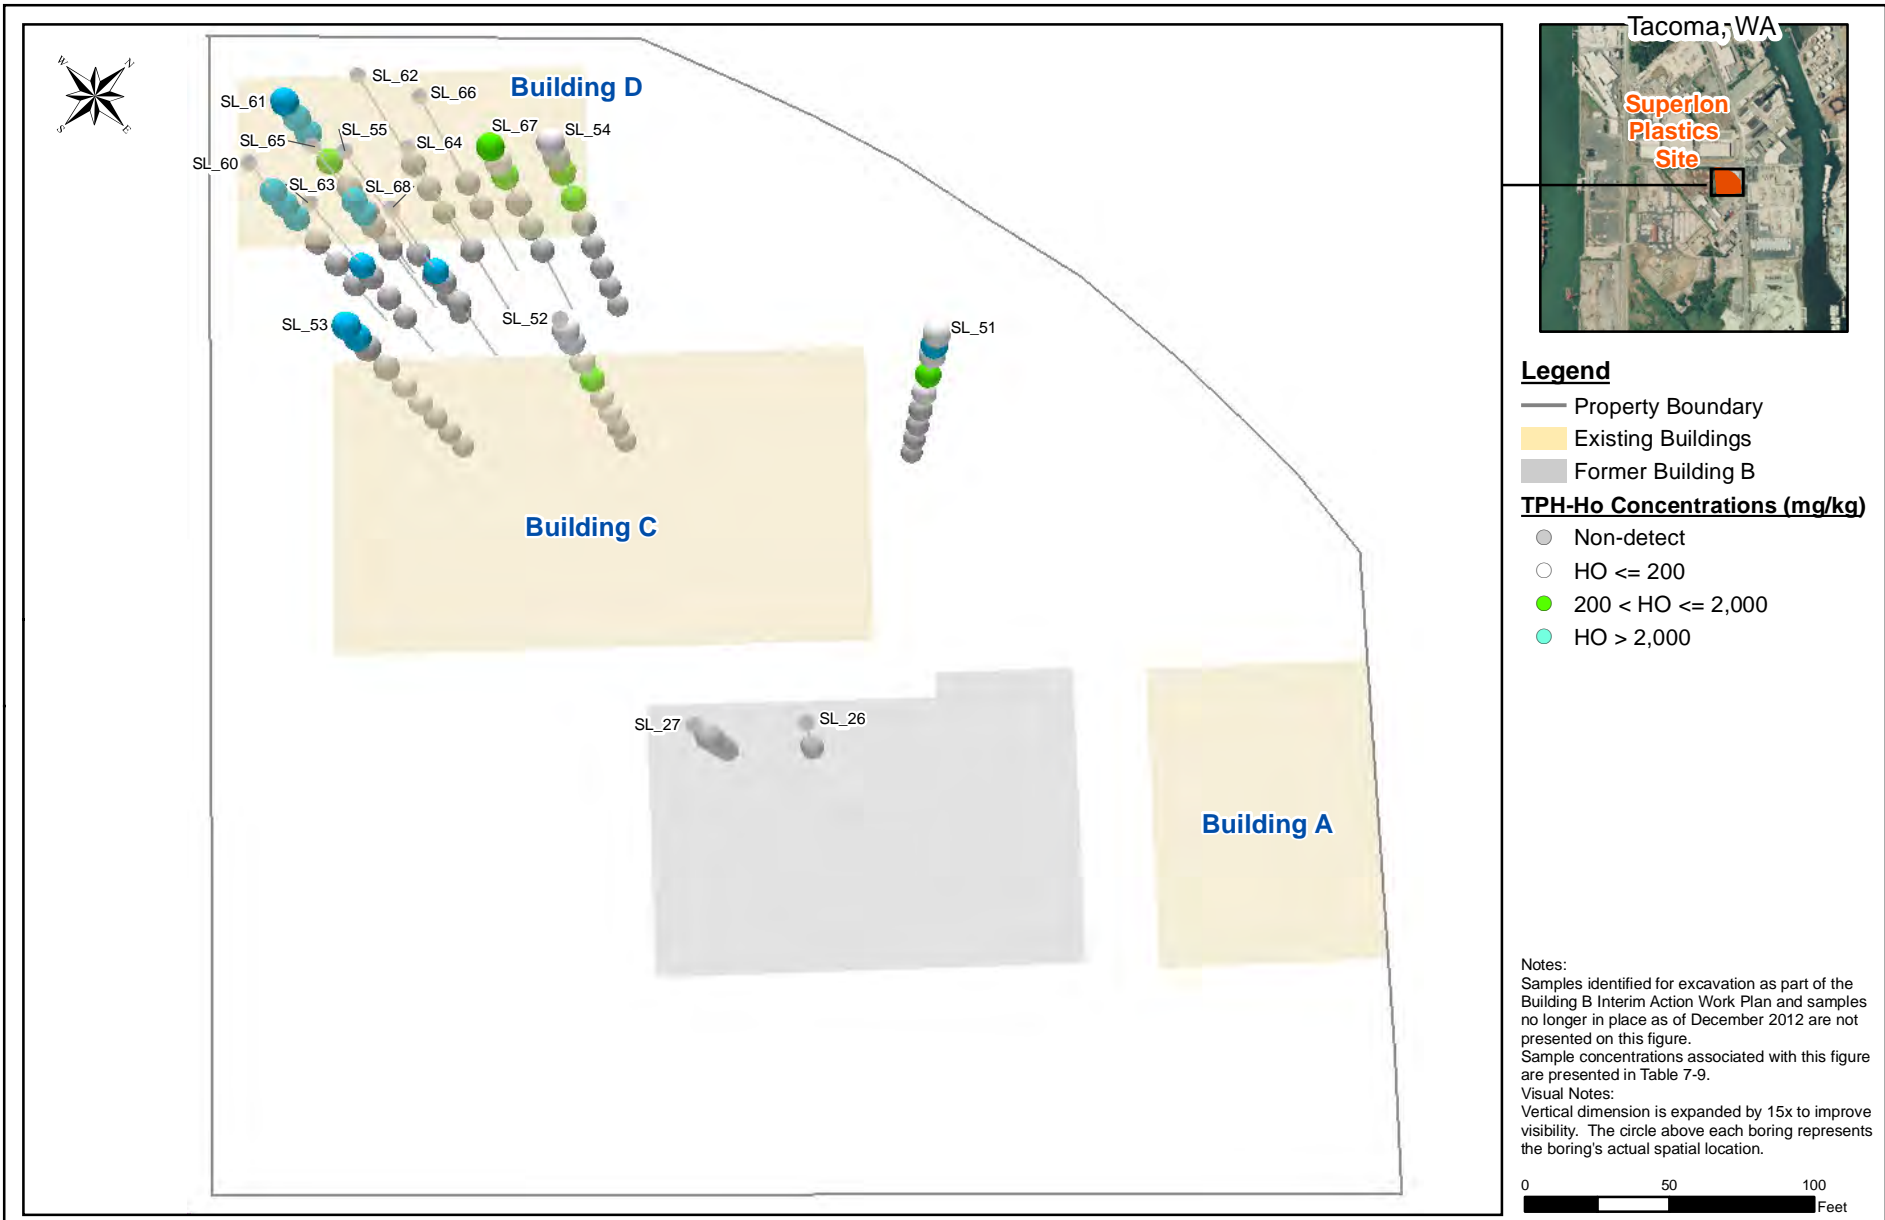 W
N
S
E
Building D
SL_62
SL_66
SL_61
SL_65
SL_55
SL_67
SL_54
SL_60
SL_64
SL_63
SL_68
SL_53
SL_52
SL_51
Building C
SL_27
SL_26
Building A
Tacoma, WA
Superlon
Plastics
Site
Legend
Property Boundary
Existing Buildings
Former Building B
TPH-Ho Concentrations (mg/kg)
Non-detect
HO <= 200
200 < HO <= 2,000
HO > 2,000
Notes:
Samples identified for excavation as part of the
Building B Interim Action Work Plan and samples
no longer in place as of December 2012 are not
presented on this figure.
Sample concentrations associated with this figure
are presented in Table 7-9.
Visual Notes:
Vertical dimension is expanded by 15x to improve
visibility.  The circle above each boring represents
the boring's actual spatial location.
0 50 100
Feet